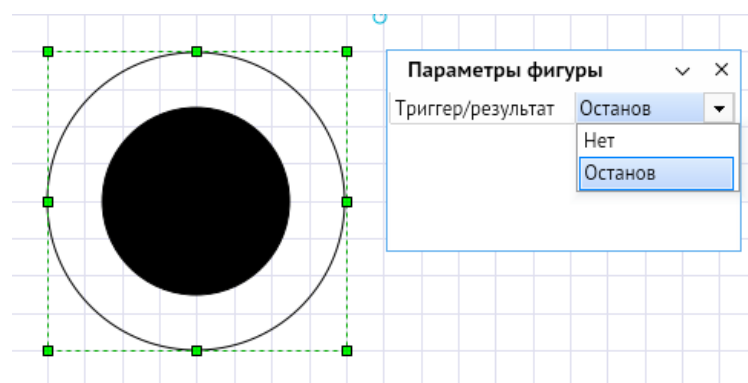 Параметры фигуры
Триггер/результат Останов
Нет
Останов